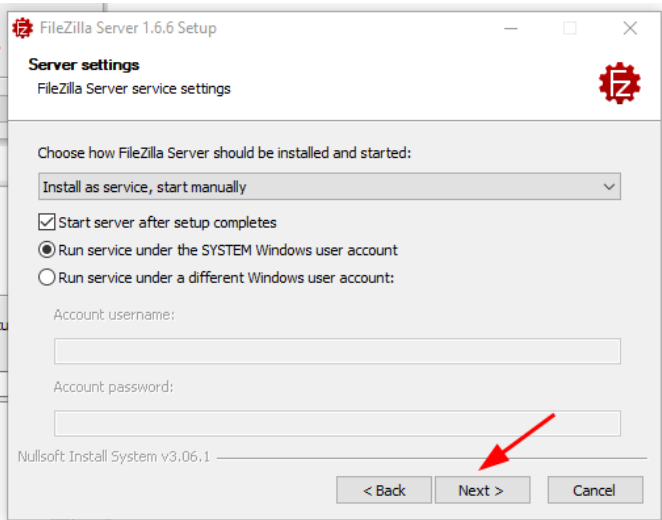 FileZilla Server 1.6.6 Setup
Server settings
FileZilla Server service settings
Choose how FileZilla Server should be installed and started:
Install as service, start manually
Start server after setup completes
Run service under the SYSTEM Windows user account
Run service under a different Windows user account:
Account username:
Account password:
Nullsoft Install System v3.06.1
< Back Next > Cancel